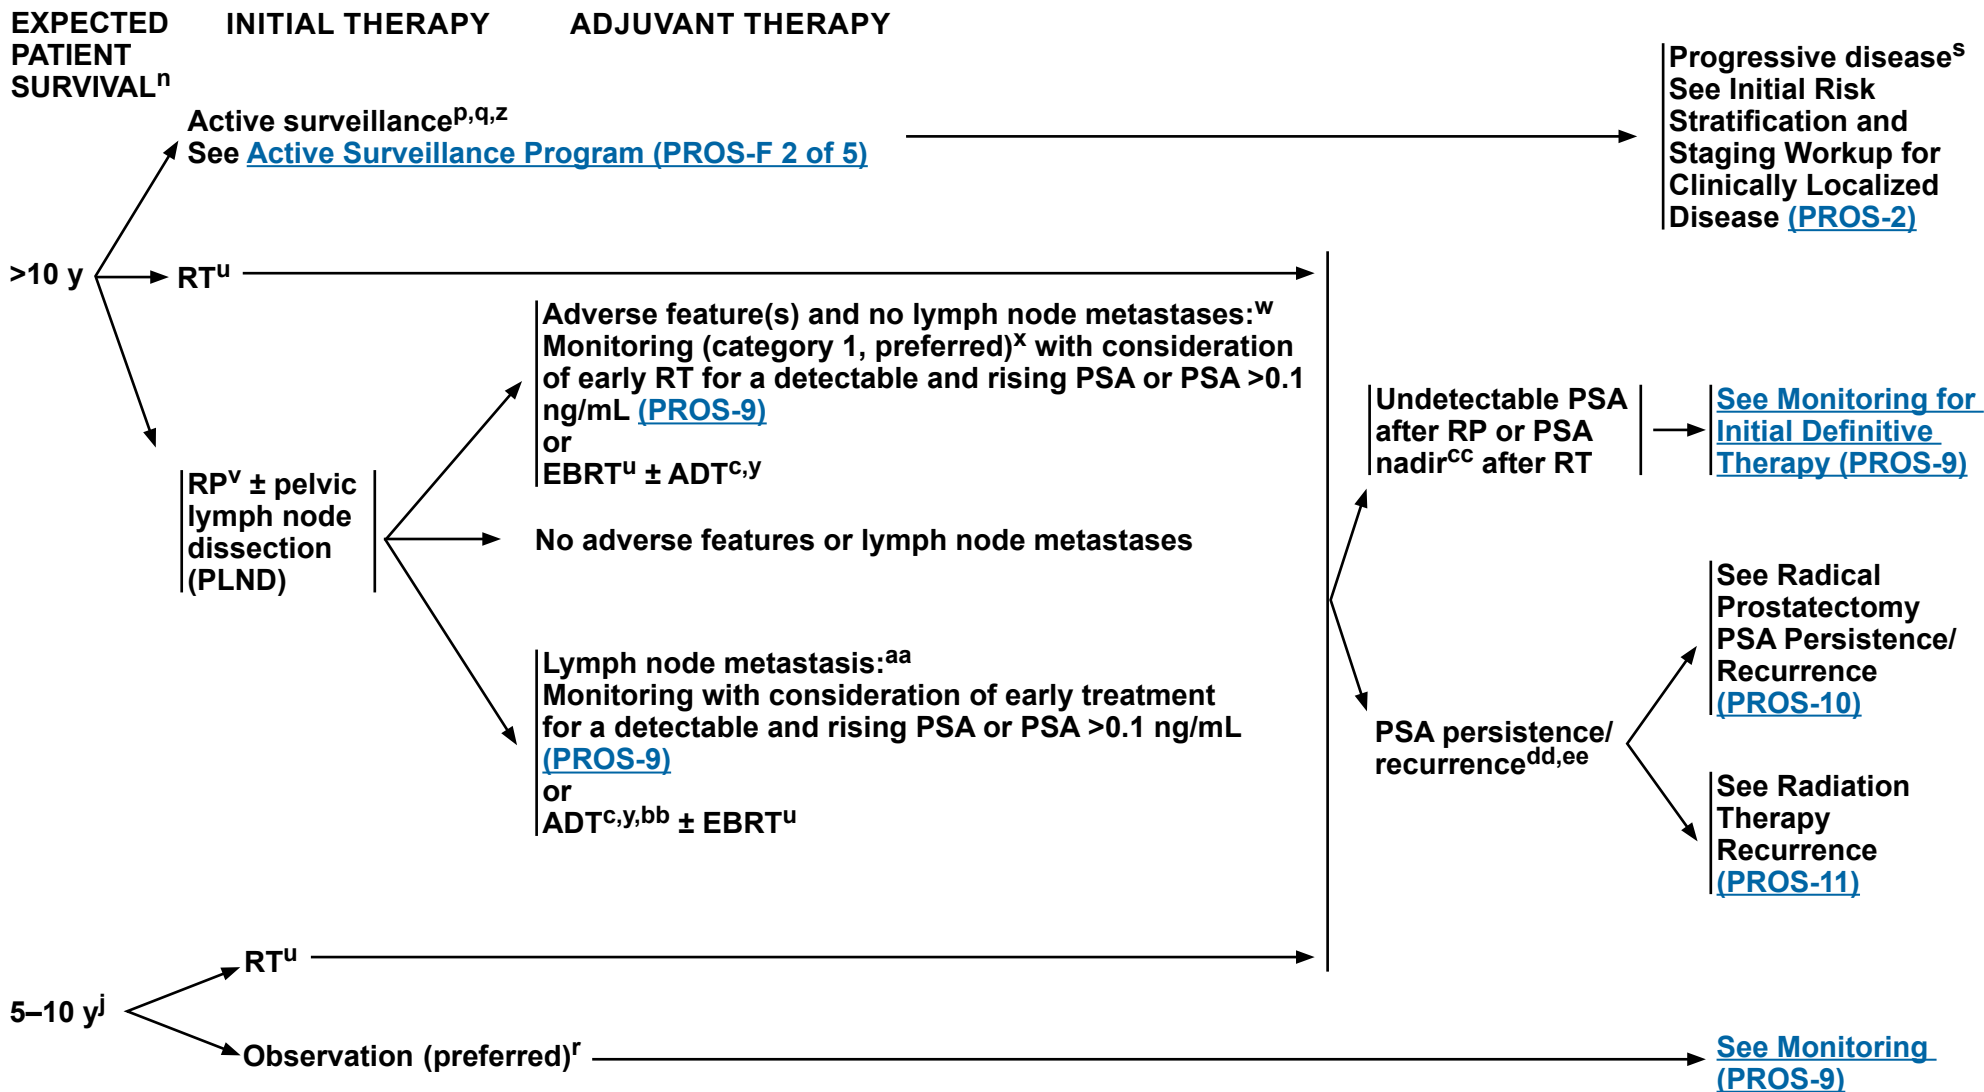 EXPECTED
PATIENT
SURVIVALn
INITIAL THERAPY
ADJUVANT THERAPY
Active surveillancep,q,z
See Active Surveillance Program (PROS-F 2 of 5)
Progressive diseases
See Initial Risk
Stratification and
Staging Workup for
Clinically Localized
Disease (PROS-2)
>10 y
RTu
RPv ± pelvic
lymph node
dissection
(PLND)
Adverse feature(s) and no lymph node metastases:w
Monitoring (category 1, preferred)x with consideration
of early RT for a detectable and rising PSA or PSA >0.1
ng/mL (PROS-9)
or
EBRTu ± ADTc,y
No adverse features or lymph node metastases
Lymph node metastasis:aa
Monitoring with consideration of early treatment
for a detectable and rising PSA or PSA >0.1 ng/mL
(PROS-9)
or
ADTc,y,bb ± EBRTu
Undetectable PSA
after RP or PSA
nadircc after RT
See Monitoring for
Initial Definitive
Therapy (PROS-9)
PSA persistence/
recurrencedd,ee
See Radical
Prostatectomy
PSA Persistence/
Recurrence
(PROS-10)
See Radiation
Therapy
Recurrence
(PROS-11)
5–10 yj
RTu
Observation (preferred)r
See Monitoring
(PROS-9)